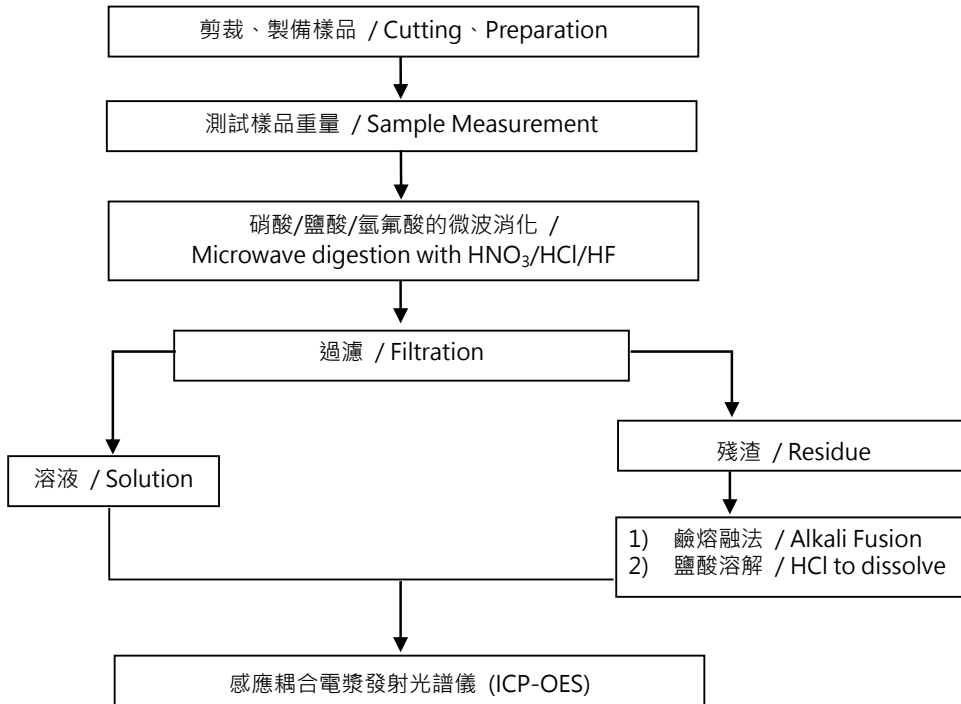 剪裁、製備樣品 / Cutting、Preparation
測試樣品重量 / Sample Measurement
硝酸/鹽酸/氫氟酸的微波消化 /
Microwave digestion with HNO₃/HCl/HF
過濾 / Filtration
溶液 / Solution
殘渣 / Residue
1) 鹼熔融法 / Alkali Fusion
2) 鹽酸溶解 / HCl to dissolve
感應耦合電漿發射光譜儀 (ICP-OES)